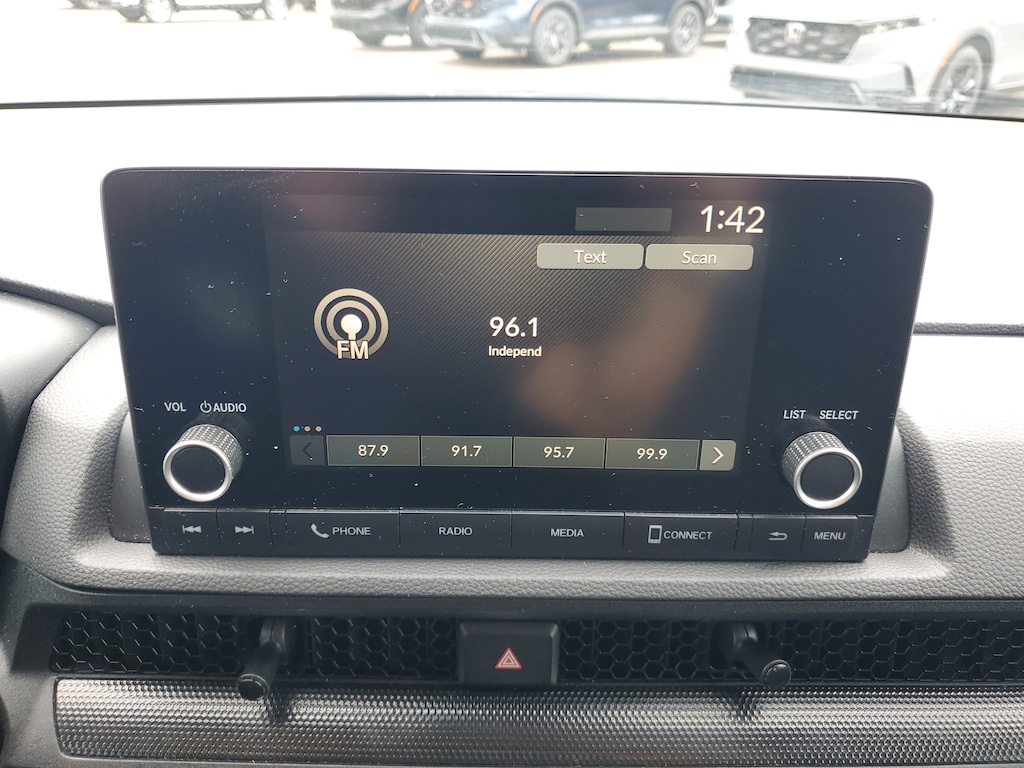 1:42
Text Scan
96.1
FM
Independ
VOL AUDIO
LIST SELECT
87.9 91.7 95.7 99.9
PHONE RADIO MEDIA CONNECT MENU